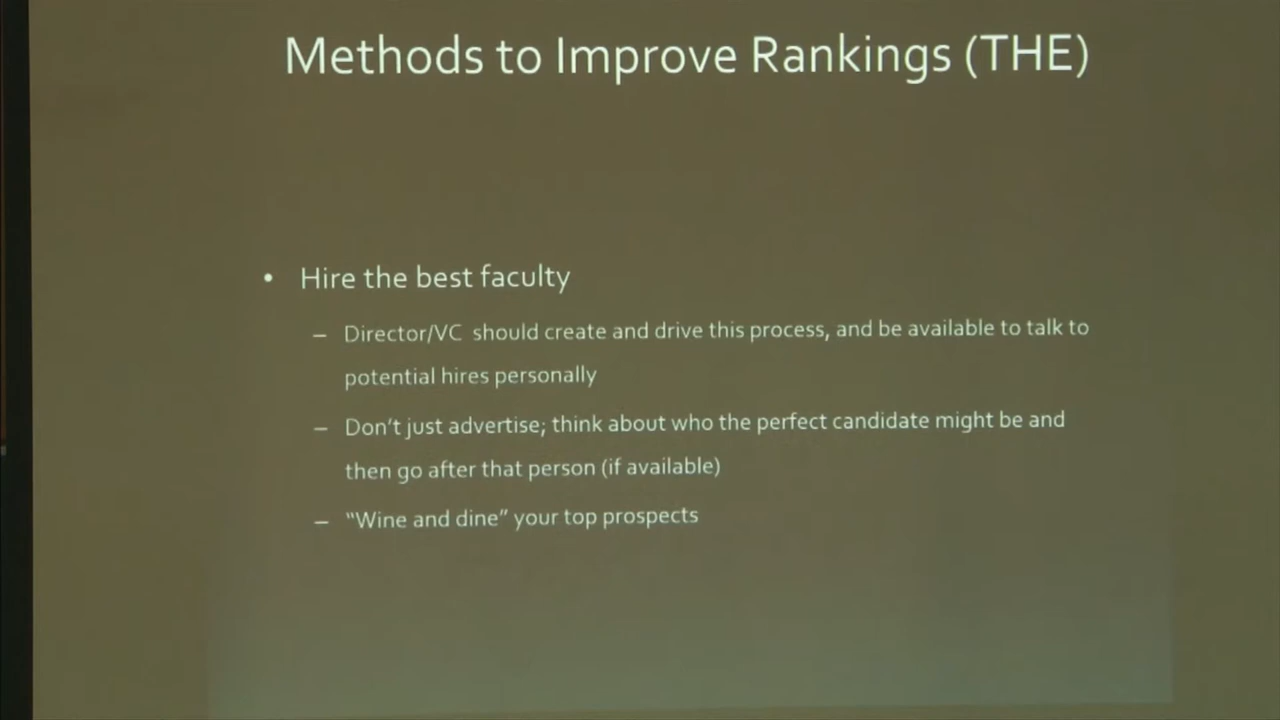 Methods to Improve Rankings (THE)
• Hire the best faculty
– Director/VC should create and drive this process, and be available to talk to
potential hires personally
– Don't just advertise; think about who the perfect candidate might be and
then go after that person (if available)
– "Wine and dine" your top prospects